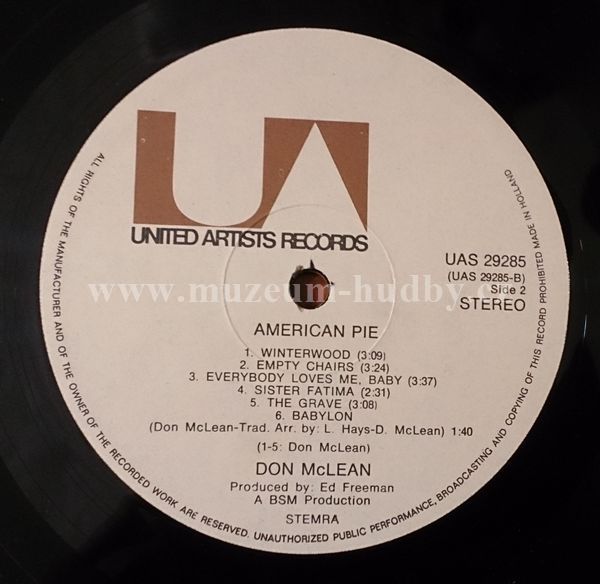 UA
UNITED ARTISTS RECORDS
UAS 29285
(UAS 29285-B)
Side 2
STEREO
www.muzeum-hudby.c
AMERICAN PIE
1. WINTERWOOD (3:09)
2. EMPTY CHAIRS (3:24)
3. EVERYBODY LOVES ME, BABY (3:37)
4. SISTER FATIMA (2:31)
5. THE GRAVE (3:08)
6. BABYLON
(Don McLean-Trad. Arr. by: L. Hays-D. McLean) 1:40
(1-5: Don McLean)
DON McLEAN
Produced by: Ed Freeman
A BSM Production
STEMRA
ALL RIGHTS OF THE MANUFACTURER AND OF THE OWNER OF THE RECORDED WORK ARE RESERVED. UNAUTHORIZED PUBLIC PERFORMANCE, BROADCASTING AND COPYING OF THIS RECORD PROHIBITED MADE IN HOLLAND